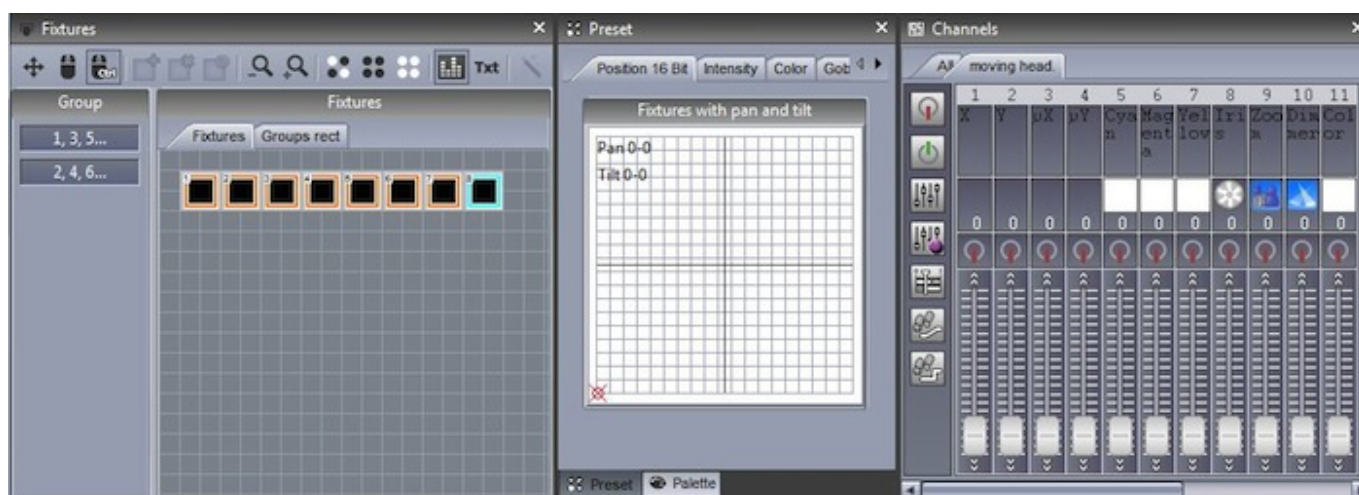 Fixtures
Preset
Channels
Ctrl
Txt
Group
Fixtures
1, 3, 5...
2, 4, 6...
Fixtures Groups rect
1 2 3 4 5 6 7 8
Position 16 Bit Intensity Color Gob
Fixtures with pan and tilt
Pan 0-0
Tilt 0-0
Preset Palette
All moving head.
1 2 3 4 5 6 7 8 9 10 11
X Y µX µY Cyan Magenta Yellow Iris Zoom Dimmer Color
0 0 0 0 0 0 0 0 0 0 0